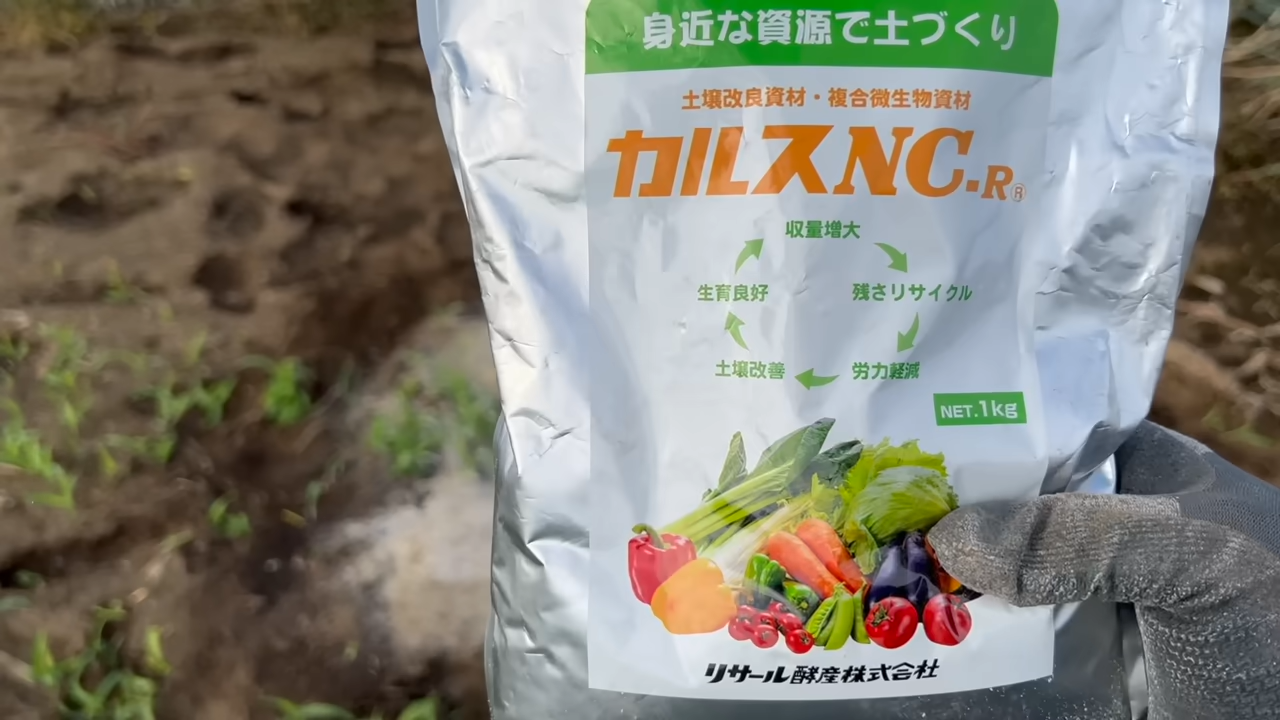 身近な資源で土づくり
土壌改良資材・複合微生物資材
カルスNC-R®
収量増大
生育良好
残さリサイクル
土壌改善
労力軽減
NET.1kg
リサール酵産株式会社